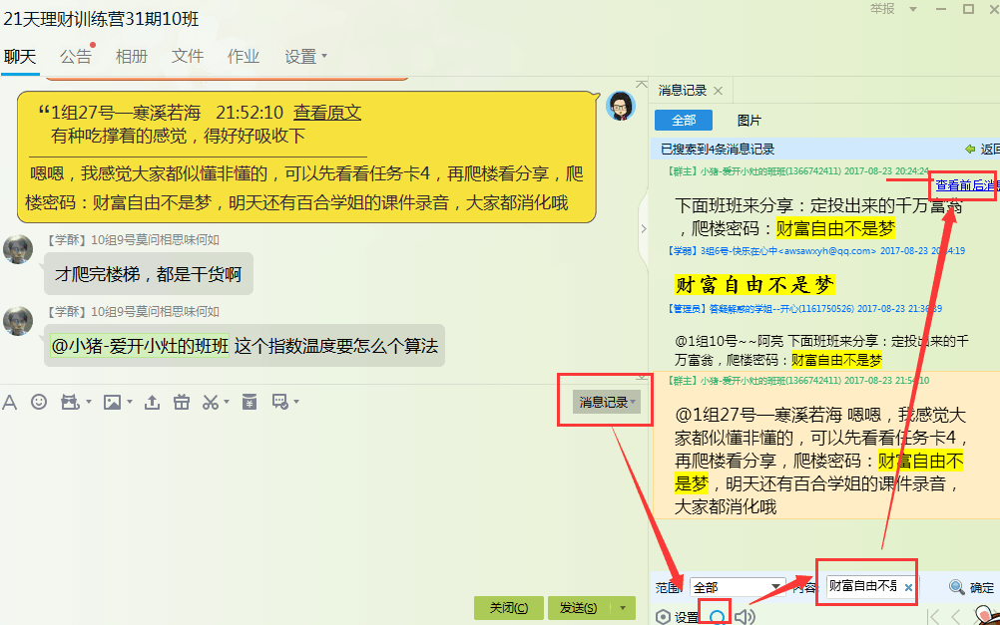 21天理财训练营31期10班
举报
聊天 公告 相册 文件 作业 设置
“1组27号—寒溪若海 21:52:10 查看原文
有种吃撑着的感觉，得好好吸收下
嗯嗯，我感觉大家都似懂非懂的，可以先看看任务卡4，再爬楼看分享，爬
楼密码：财富自由不是梦，明天还有百合学姐的课件录音，大家都消化哦
【学酥】10组9号莫问相思味何如
才爬完楼梯，都是干货啊
【学酥】10组9号莫问相思味何如
@小猪-爱开小灶的班班 这个指数温度要怎么个算法
消息记录
关闭(C) 发送(S)
消息记录
全部 图片
已搜索到4条消息记录 返回
【群主】小猪-爱开小灶的班班(1366742411) 2017-08-23 20:24:24
查看前后消息
下面班班来分享：定投出来的千万富翁
，爬楼密码：财富自由不是梦
【学弱】3组6号-快乐在心中<awsawxyh@qq.com> 2017-08-23
财富自由不是梦
【管理员】答疑解惑的学姐--开心(1161750526) 2017-08-23
@1组10号~~阿亮 下面班班来分享：定投出来的千
万富翁，爬楼密码：财富自由不是梦
【群主】小猪-爱开小灶的班班(1366742411) 2017-08-23 21:54:10
@1组27号—寒溪若海 嗯嗯，我感觉大
家都似懂非懂的，可以先看看任务卡4，
再爬楼看分享，爬楼密码：财富自由不
是梦，明天还有百合学姐的课件录音，
大家都消化哦
范围: 全部 内容: 财富自由不是 确定
设置